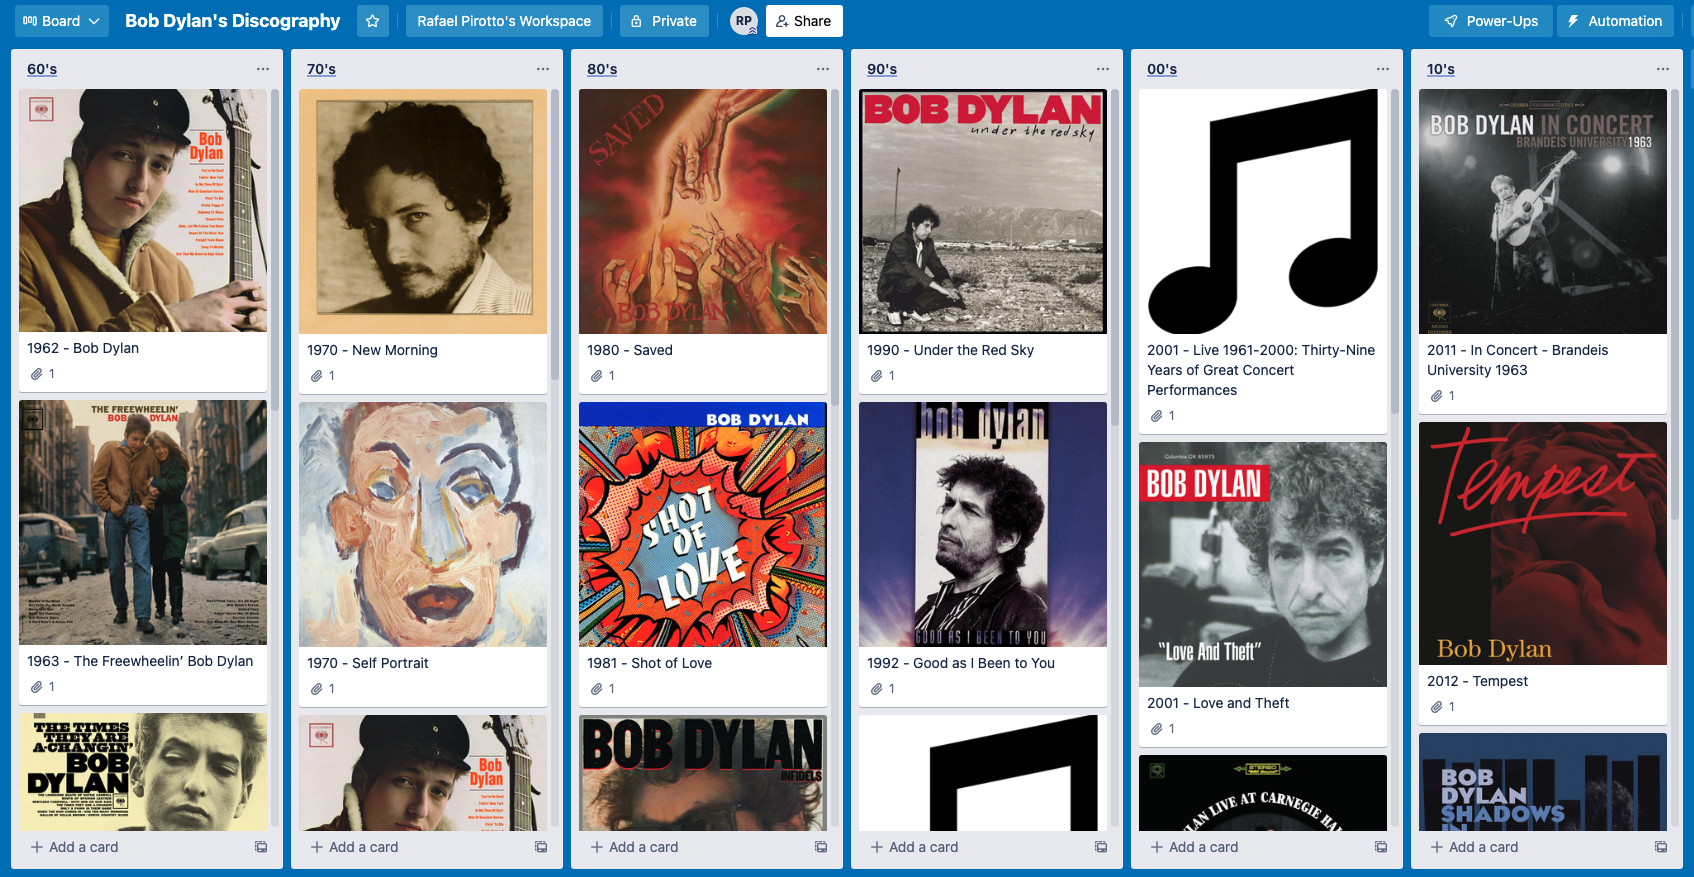 Board
Bob Dylan's Discography
Rafael Pirotto's Workspace
Private
RP
Share
Power-Ups
Automation
60's
Bob
Dylan
1962 - Bob Dylan
1
THE FREEWHEELIN'
BOB DYLAN
1963 - The Freewheelin’ Bob Dylan
1
THE TIMES
THEY ARE
A-CHANGIN'
BOB
DYLAN
Add a card
70's
1970 - New Morning
1
1970 - Self Portrait
1
Bob
Dylan
Add a card
80's
SAVED
BOB DYLAN
1980 - Saved
1
BOB DYLAN
SHOT
OF
LOVE
1981 - Shot of Love
1
BOB DYLAN
INFIDELS
Add a card
90's
BOB DYLAN
under the red sky
1990 - Under the Red Sky
1
bob dylan
GOOD AS I BEEN TO YOU
1992 - Good as I Been to You
1
Add a card
00's
2001 - Live 1961-2000: Thirty-Nine
Years of Great Concert
Performances
1
Columbia CK 85975
BOB DYLAN
"Love And Theft"
2001 - Love and Theft
1
STEREO
LAN LIVE AT CARNEGIE HA
Add a card
10's
BOB DYLAN IN CONCERT
BRANDEIS UNIVERSITY 1963
2011 - In Concert - Brandeis
University 1963
1
Tempest
Bob Dylan
2012 - Tempest
1
BOB
DYLAN
SHADOWS
IN
Add a card